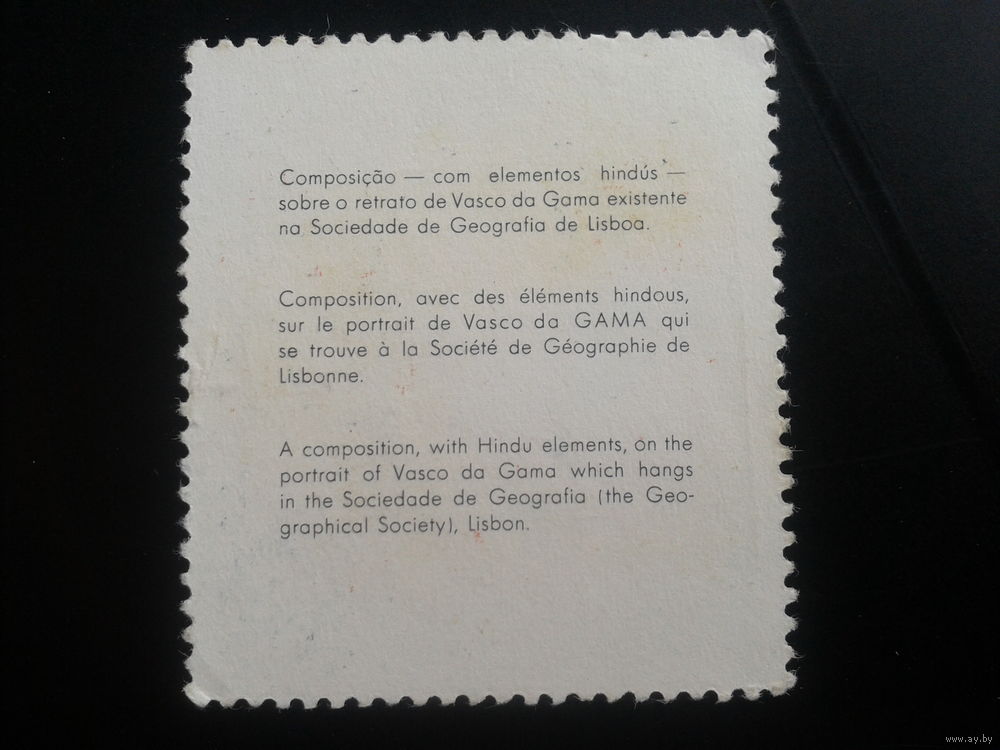 Composição — com elementos hindús —
sobre o retrato de Vasco da Gama existente
na Sociedade de Geografia de Lisboa.
Composition, avec des éléments hindous,
sur le portrait de Vasco da GAMA qui
se trouve à la Société de Géographie de
Lisbonne.
A composition, with Hindu elements, on the
portrait of Vasco da Gama which hangs
in the Sociedade de Geografia (the Geo-
graphical Society), Lisbon.
www.ay.by